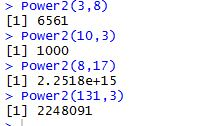 > Power2(3,8)
[1] 6561
> Power2(10,3)
[1] 1000
> Power2(8,17)
[1] 2.2518e+15
> Power2(131,3)
[1] 2248091
>